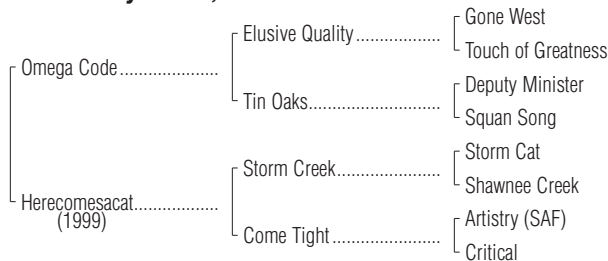 Gone West
Elusive Quality..................
Touch of Greatness
Omega Code.....................
Deputy Minister
Tin Oaks............................
Squan Song
Storm Cat
Storm Creek......................
Shawnee Creek
Herecomesacat..................
(1999)
Artistry (SAF)
Come Tight.......................
Critical